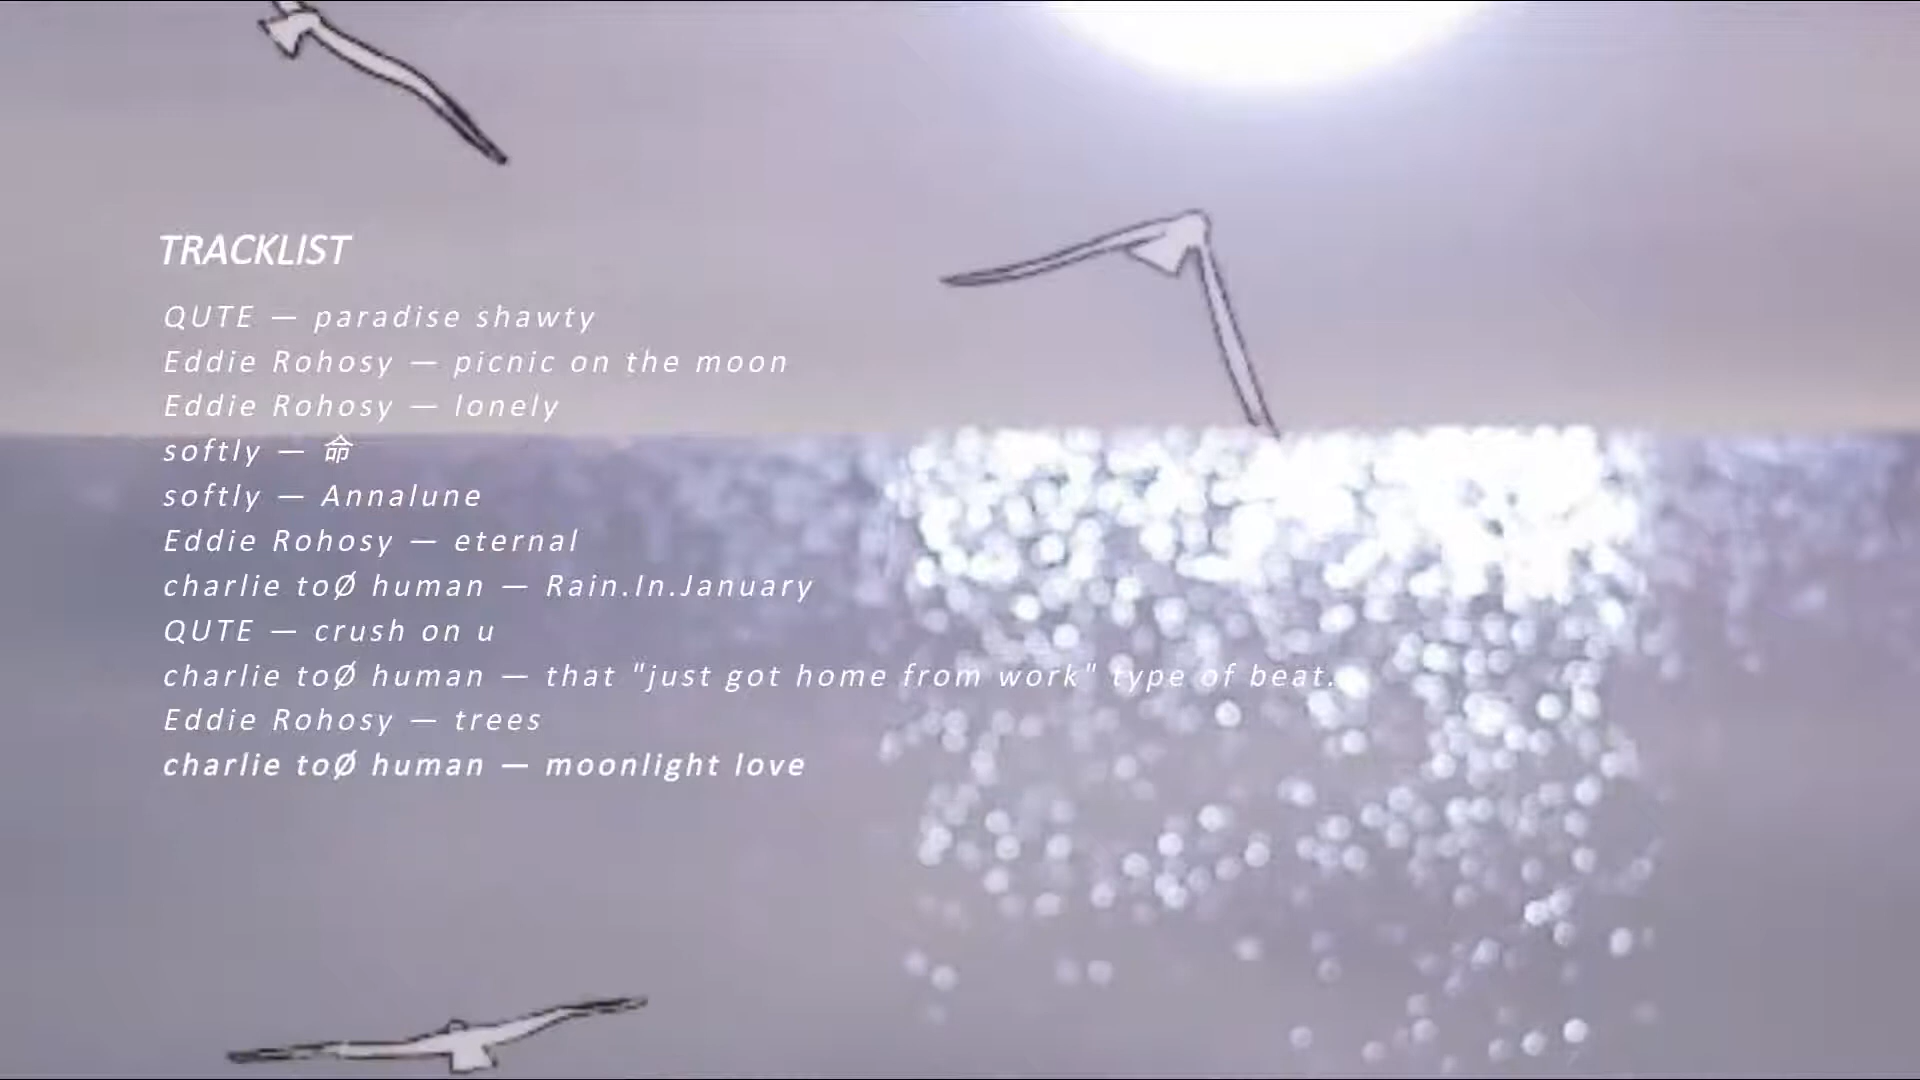 TRACKLIST
QUTE — paradise shawty
Eddie Rohosy — picnic on the moon
Eddie Rohosy — lonely
softly — 命
softly — Annalune
Eddie Rohosy — eternal
charlie toØ human — Rain.In.January
QUTE — crush on u
charlie toØ human — that "just got home from work" type of beat.
Eddie Rohosy — trees
charlie toØ human — moonlight love